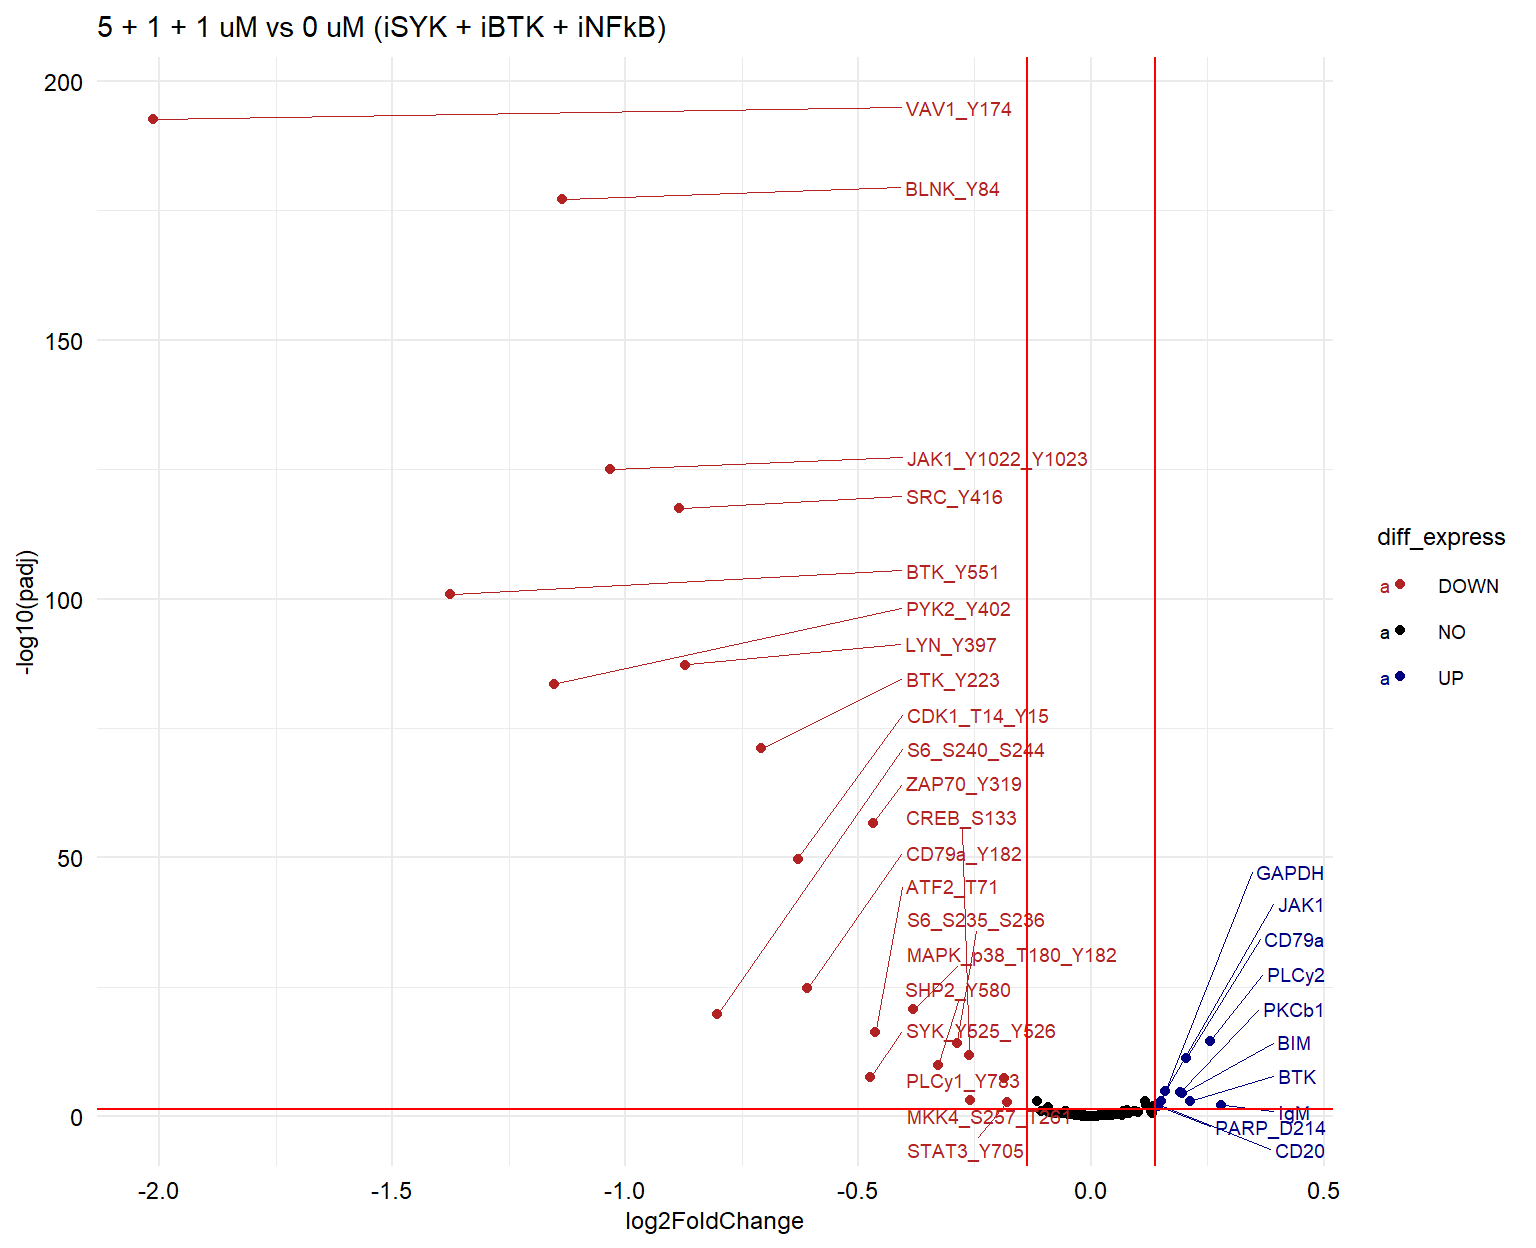 5 + 1 + 1 uM vs 0 uM (iSYK + iBTK + iNFkB)
200
150
100
50
0
-log10(padj)
VAV1_Y174
BLNK_Y84
JAK1_Y1022_Y1023
SRC_Y416
BTK_Y551
PYK2_Y402
LYN_Y397
BTK_Y223
CDK1_T14_Y15
S6_S240_S244
ZAP70_Y319
CREB_S133
CD79a_Y182
ATF2_T71
S6_S235_S236
MAPK_p38_T180_Y182
SHP2_Y580
SYK_Y525_Y526
PLCy1_Y783
MKK4_S257_T261
STAT3_Y705
GAPDH
JAK1
CD79a
PLCy2
PKCb1
BIM
BTK
IgM
PARP_D214
CD20
-2.0
-1.5
-1.0
-0.5
0.0
0.5
log2FoldChange
diff_express
a DOWN
a NO
a UP